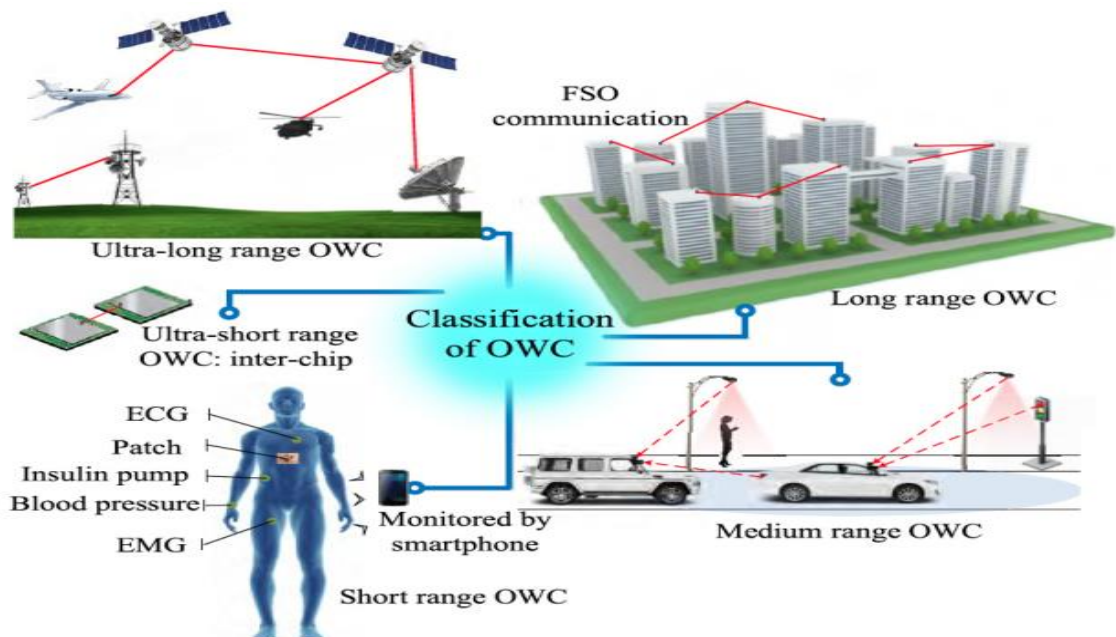 FSO
communication
Ultra-long range OWC
Long range OWC
Classification
of OWC
Ultra-short range
OWC: inter-chip
ECG
Patch
Insulin pump
Blood pressure
EMG
Monitored by
smartphone
Medium range OWC
Short range OWC